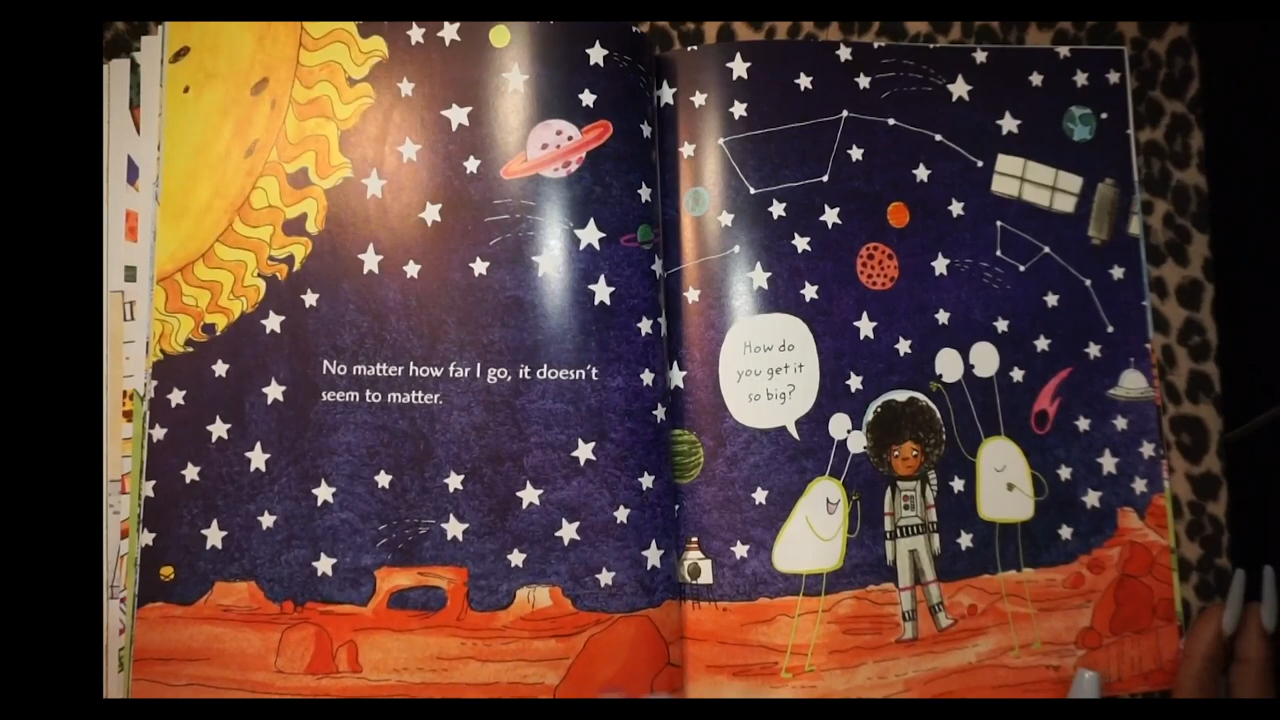 No matter how far I go, it doesn't
seem to matter.
How do
you get it
so big?